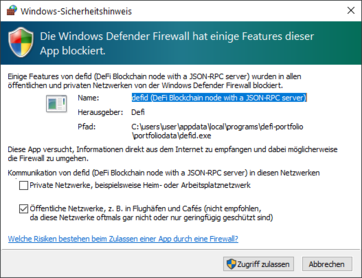 Windows-Sicherheitshinweis
Die Windows Defender Firewall hat einige Features dieser
App blockiert.
Einige Features von defid (DeFi Blockchain node with a JSON-RPC server) wurden in allen
öffentlichen und privaten Netzwerken von der Windows Defender Firewall blockiert.
Name: defid (DeFi Blockchain node with a JSON-RPC server)
Herausgeber: Defi
Pfad: C:\users\user\appdata\local\programs\defi-portfolio
\portfoliodata\defid.exe
Diese App versucht, Informationen direkt aus dem Internet zu empfangen und dabei möglicherweise
die Firewall zu umgehen.
Kommunikation von defid (DeFi Blockchain node with a JSON-RPC server) in diesen Netzwerken
Private Netzwerke, beispielsweise Heim- oder Arbeitsplatznetzwerk
Öffentliche Netzwerke, z. B. in Flughäfen und Cafés (nicht empfohlen,
da diese Netzwerke oftmals gar nicht oder nur geringfügig geschützt sind)
Welche Risiken bestehen beim Zulassen einer App durch eine Firewall?
Zugriff zulassen Abbrechen